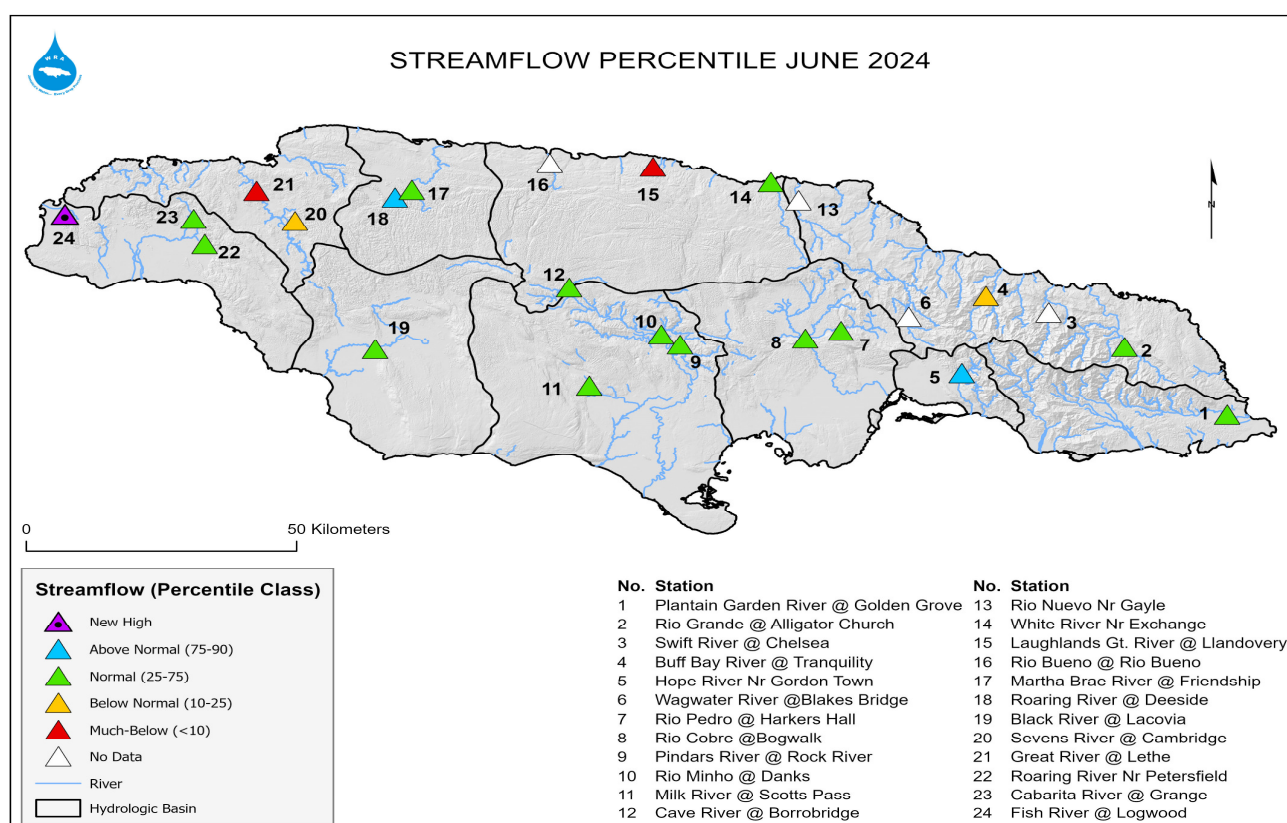 WRA
STREAMFLOW PERCENTILE JUNE 2024
N
21
20
23
22
24
18
17
16
15
14
13
12
19
10
9
11
8
7
6
4
3
2
5
1
0 50 Kilometers
Streamflow (Percentile Class)
New High
Above Normal (75-90)
Normal (25-75)
Below Normal (10-25)
Much-Below (<10)
No Data
River
Hydrologic Basin
No. Station
1 Plantain Garden River @ Golden Grove
2 Rio Grande @ Alligator Church
3 Swift River @ Chelsea
4 Buff Bay River @ Tranquility
5 Hope River Nr Gordon Town
6 Wagwater River @Blakes Bridge
7 Rio Pedro @ Harkers Hall
8 Rio Cobre @Bogwalk
9 Pindars River @ Rock River
10 Rio Minho @ Danks
11 Milk River @ Scotts Pass
12 Cave River @ Borrobridge
No. Station
13 Rio Nuevo Nr Gayle
14 White River Nr Exchange
15 Laughlands Gt. River @ Llandovery
16 Rio Bueno @ Rio Bueno
17 Martha Brae River @ Friendship
18 Roaring River @ Deeside
19 Black River @ Lacovia
20 Sevens River @ Cambridge
21 Great River @ Lethe
22 Roaring River Nr Petersfield
23 Cabarita River @ Grange
24 Fish River @ Logwood